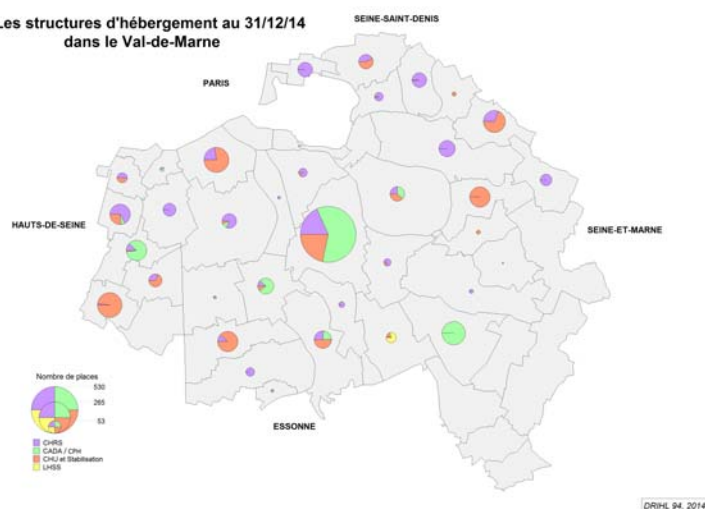 Les structures d'hébergement au 31/12/14
dans le Val-de-Marne
SEINE-SAINT-DENIS
PARIS
HAUTS-DE-SEINE
SEINE-ET-MARNE
ESSONNE
Nombre de places
530
265
53
CHRS
CADA / CPH
CHU et Stabilisation
LHSS
DRIHL 94, 2014